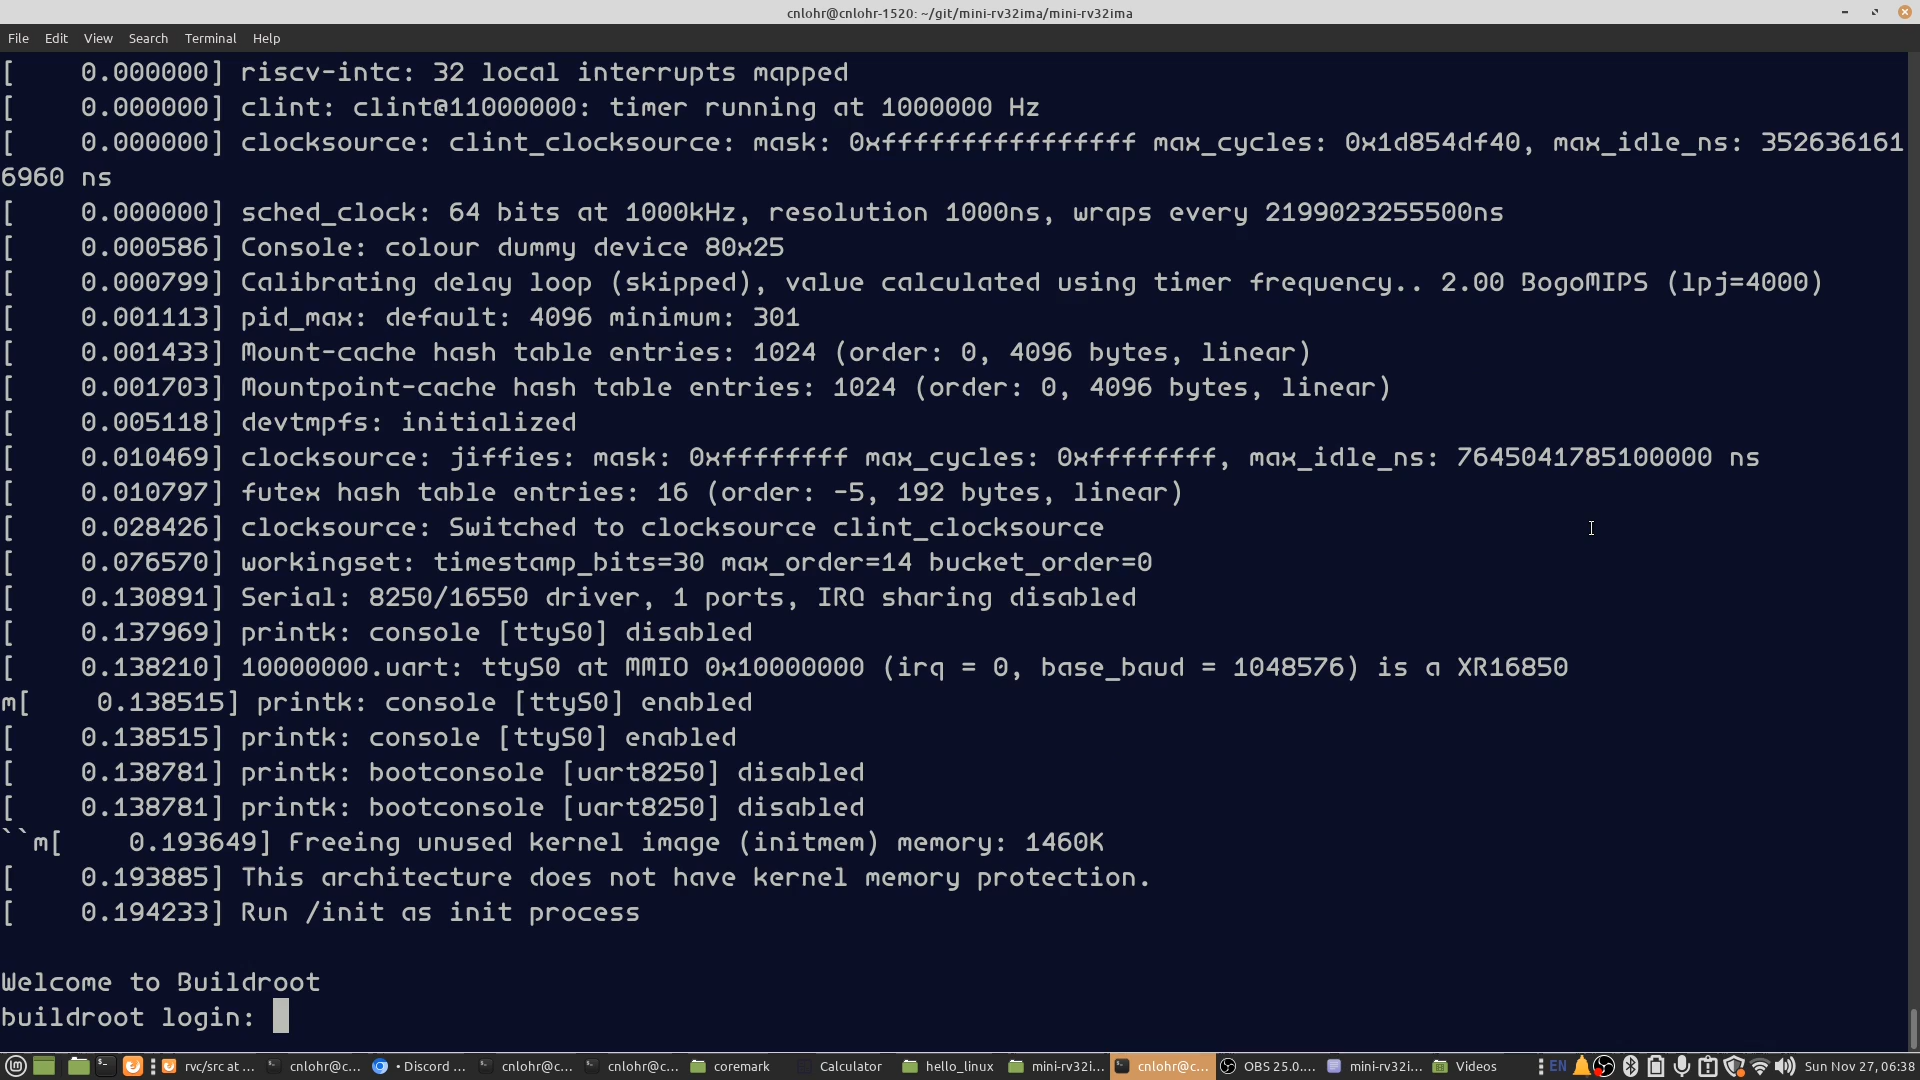 cnlohr@cnlohr-1520: ~/git/mini-rv32ima/mini-rv32ima
File Edit View Search Terminal Help
[    0.000000] riscv-intc: 32 local interrupts mapped
[    0.000000] clint: clint@11000000: timer running at 1000000 Hz
[    0.000000] clocksource: clint_clocksource: mask: 0xffffffffffffffff max_cycles: 0x1d854df40, max_idle_ns: 352636161
6960 ns
[    0.000000] sched_clock: 64 bits at 1000kHz, resolution 1000ns, wraps every 2199023255500ns
[    0.000586] Console: colour dummy device 80x25
[    0.000799] Calibrating delay loop (skipped), value calculated using timer frequency.. 2.00 BogoMIPS (lpj=4000)
[    0.001113] pid_max: default: 4096 minimum: 301
[    0.001433] Mount-cache hash table entries: 1024 (order: 0, 4096 bytes, linear)
[    0.001703] Mountpoint-cache hash table entries: 1024 (order: 0, 4096 bytes, linear)
[    0.005118] devtmpfs: initialized
[    0.010469] clocksource: jiffies: mask: 0xffffffff max_cycles: 0xffffffff, max_idle_ns: 7645041785100000 ns
[    0.010797] futex hash table entries: 16 (order: -5, 192 bytes, linear)
[    0.028426] clocksource: Switched to clocksource clint_clocksource
[    0.076570] workingset: timestamp_bits=30 max_order=14 bucket_order=0
[    0.130891] Serial: 8250/16550 driver, 1 ports, IRQ sharing disabled
[    0.137969] printk: console [ttyS0] disabled
[    0.138210] 10000000.uart: ttyS0 at MMIO 0x10000000 (irq = 0, base_baud = 1048576) is a XR16850
m[    0.138515] printk: console [ttyS0] enabled
[    0.138515] printk: console [ttyS0] enabled
[    0.138781] printk: bootconsole [uart8250] disabled
[    0.138781] printk: bootconsole [uart8250] disabled
``m[    0.193649] Freeing unused kernel image (initmem) memory: 1460K
[    0.193885] This architecture does not have kernel memory protection.
[    0.194233] Run /init as init process
Welcome to Buildroot
buildroot login:
rvc/src at ... cnlohr@c... • Discord ... cnlohr@c... cnlohr@c... coremark Calculator hello_linux mini-rv32i... cnlohr@c... OBS 25.0.... mini-rv32i... Videos EN Sun Nov 27, 06:38